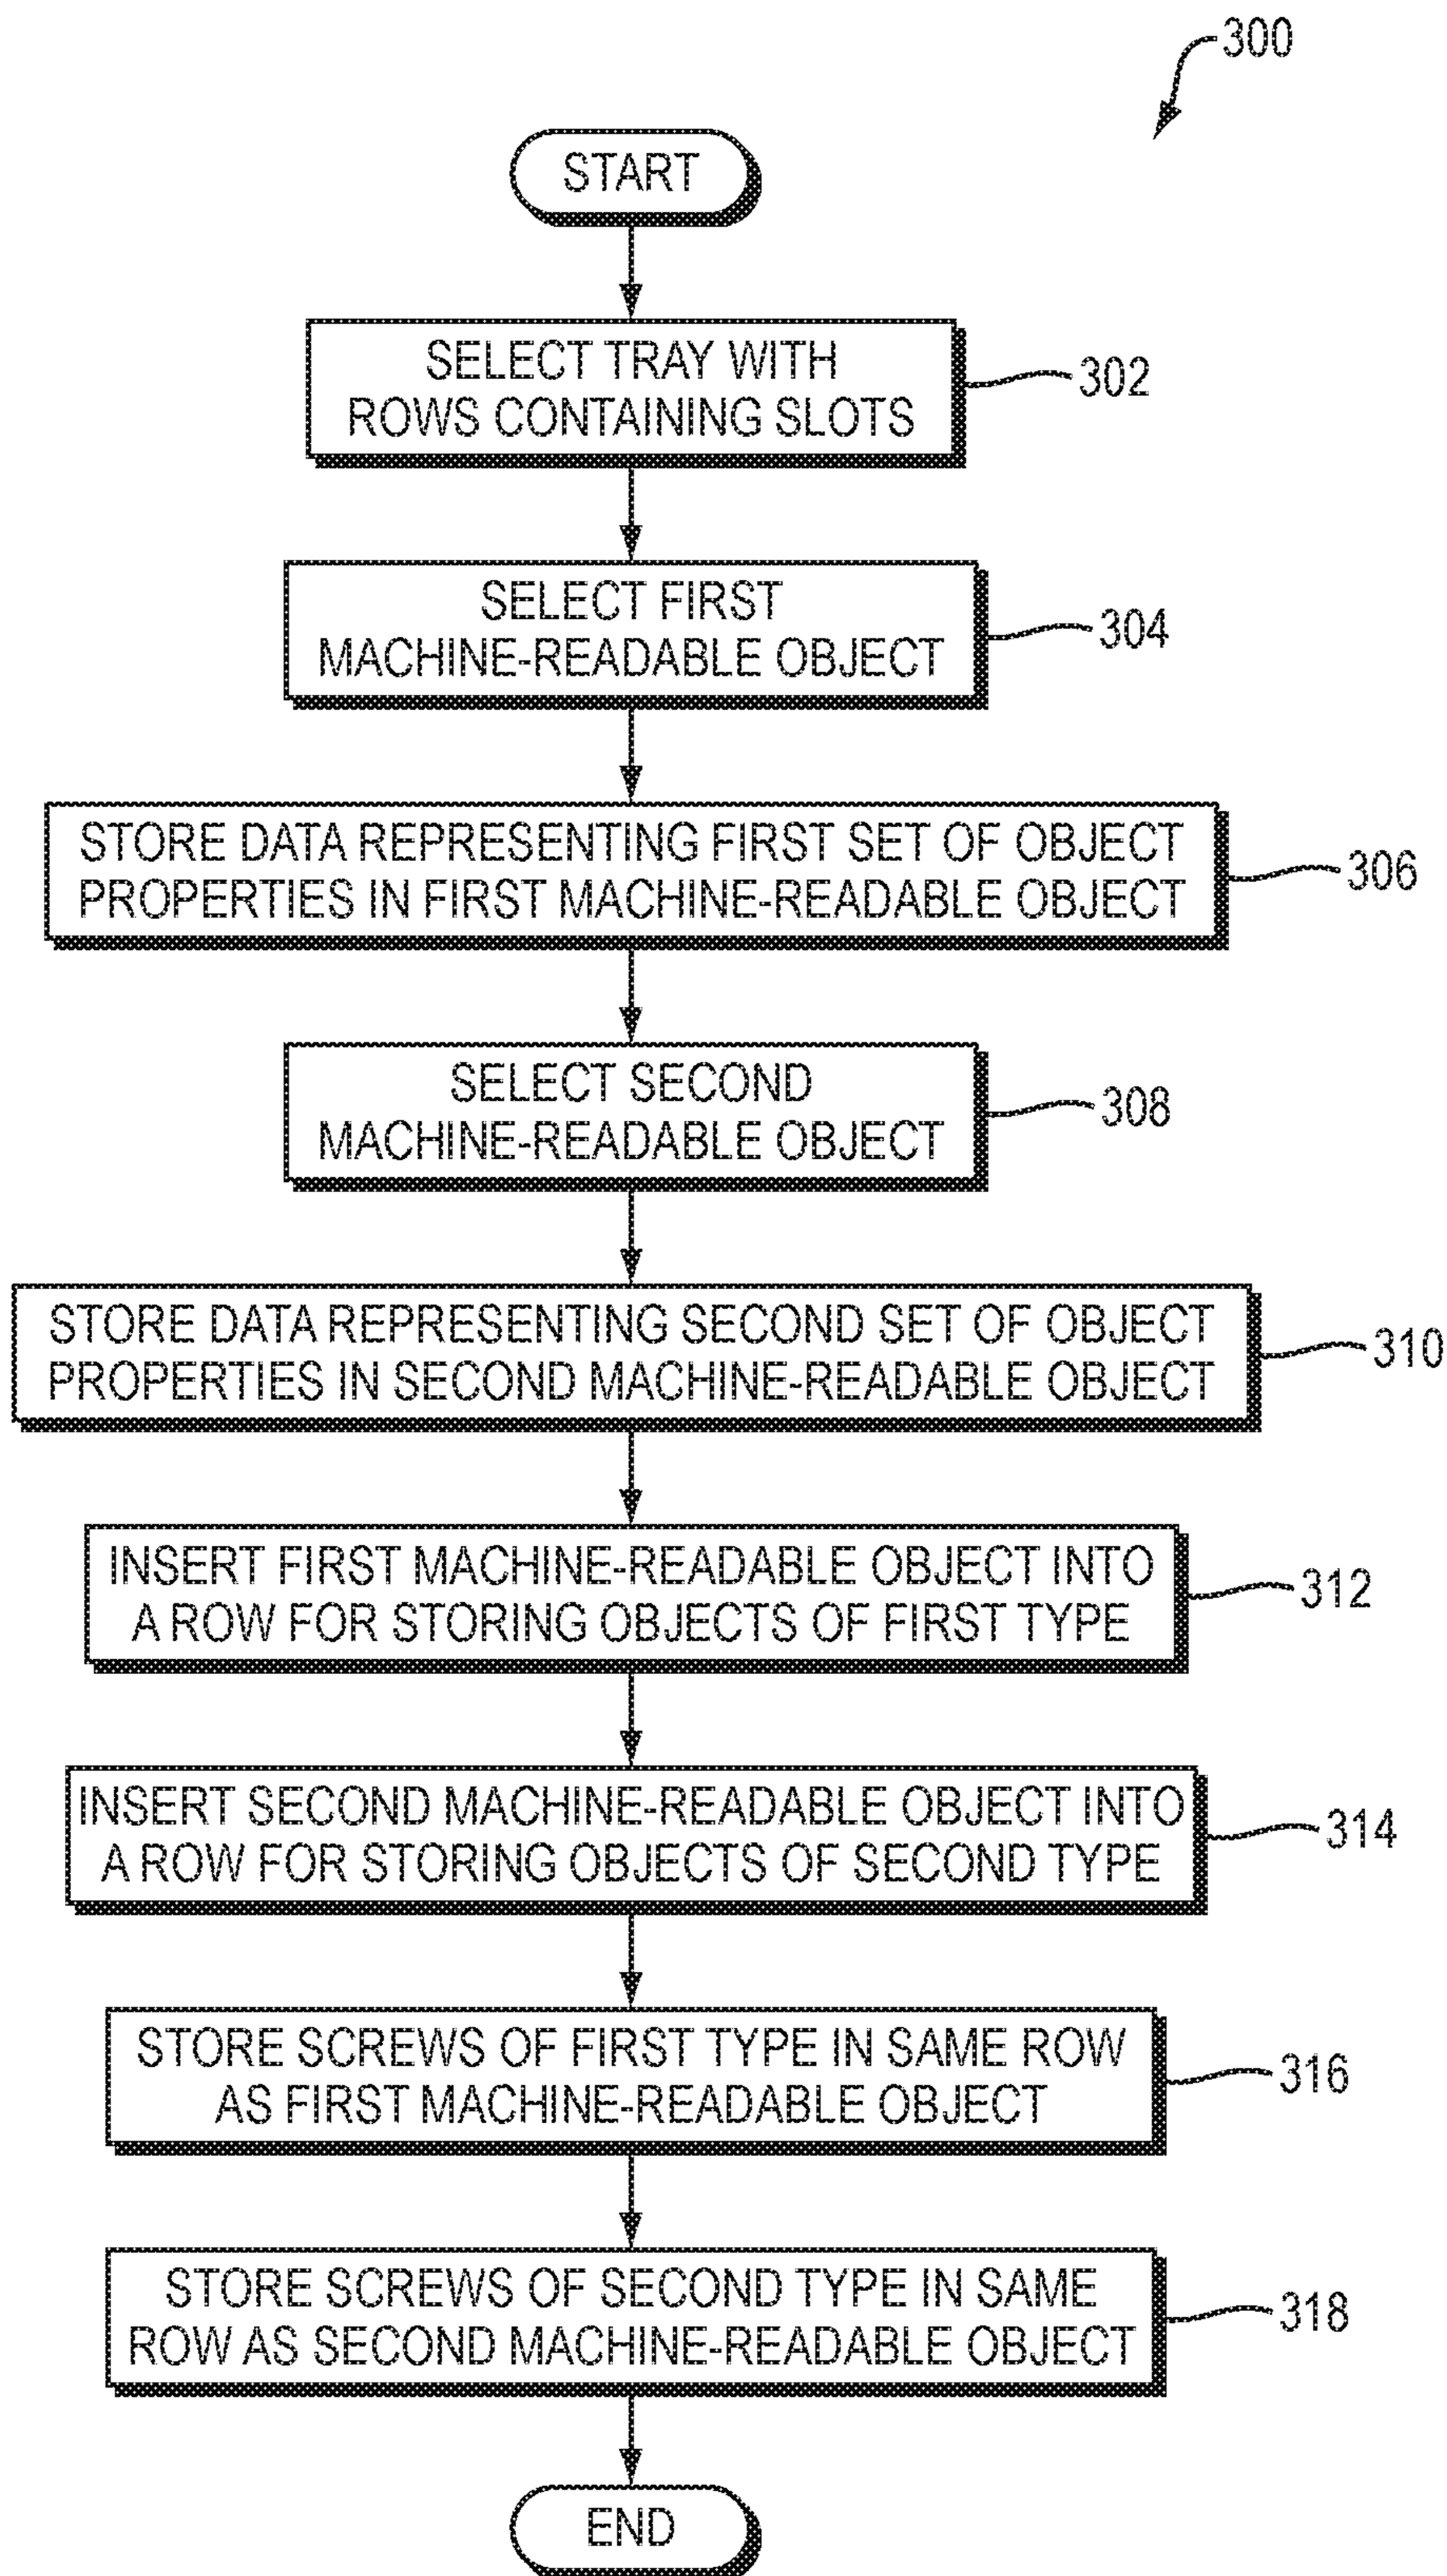 300
START
SELECT TRAY WITH
ROWS CONTAINING SLOTS
302
SELECT FIRST
MACHINE-READABLE OBJECT
304
STORE DATA REPRESENTING FIRST SET OF OBJECT
PROPERTIES IN FIRST MACHINE-READABLE OBJECT
306
SELECT SECOND
MACHINE-READABLE OBJECT
308
STORE DATA REPRESENTING SECOND SET OF OBJECT
PROPERTIES IN SECOND MACHINE-READABLE OBJECT
310
INSERT FIRST MACHINE-READABLE OBJECT INTO
A ROW FOR STORING OBJECTS OF FIRST TYPE
312
INSERT SECOND MACHINE-READABLE OBJECT INTO
A ROW FOR STORING OBJECTS OF SECOND TYPE
314
STORE SCREWS OF FIRST TYPE IN SAME ROW
AS FIRST MACHINE-READABLE OBJECT
316
STORE SCREWS OF SECOND TYPE IN SAME
ROW AS SECOND MACHINE-READABLE OBJECT
318
END